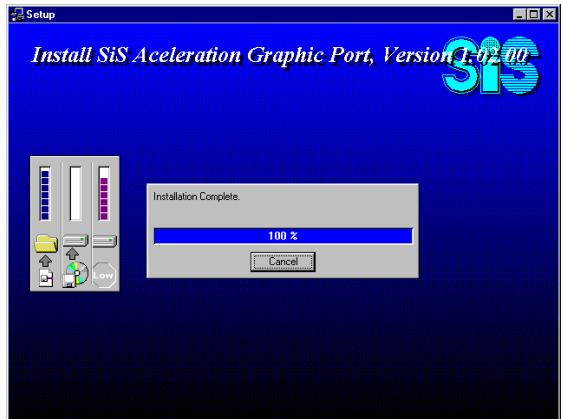 Setup
Install SiS Aceleration Graphic Port, Version 1.02.00
SiS
Installation Complete.
100 %
Cancel
LOW